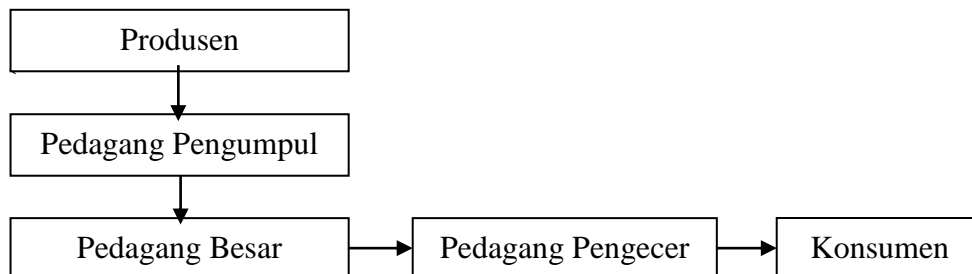 Produsen
Pedagang Pengumpul
Pedagang Besar
Pedagang Pengecer
Konsumen